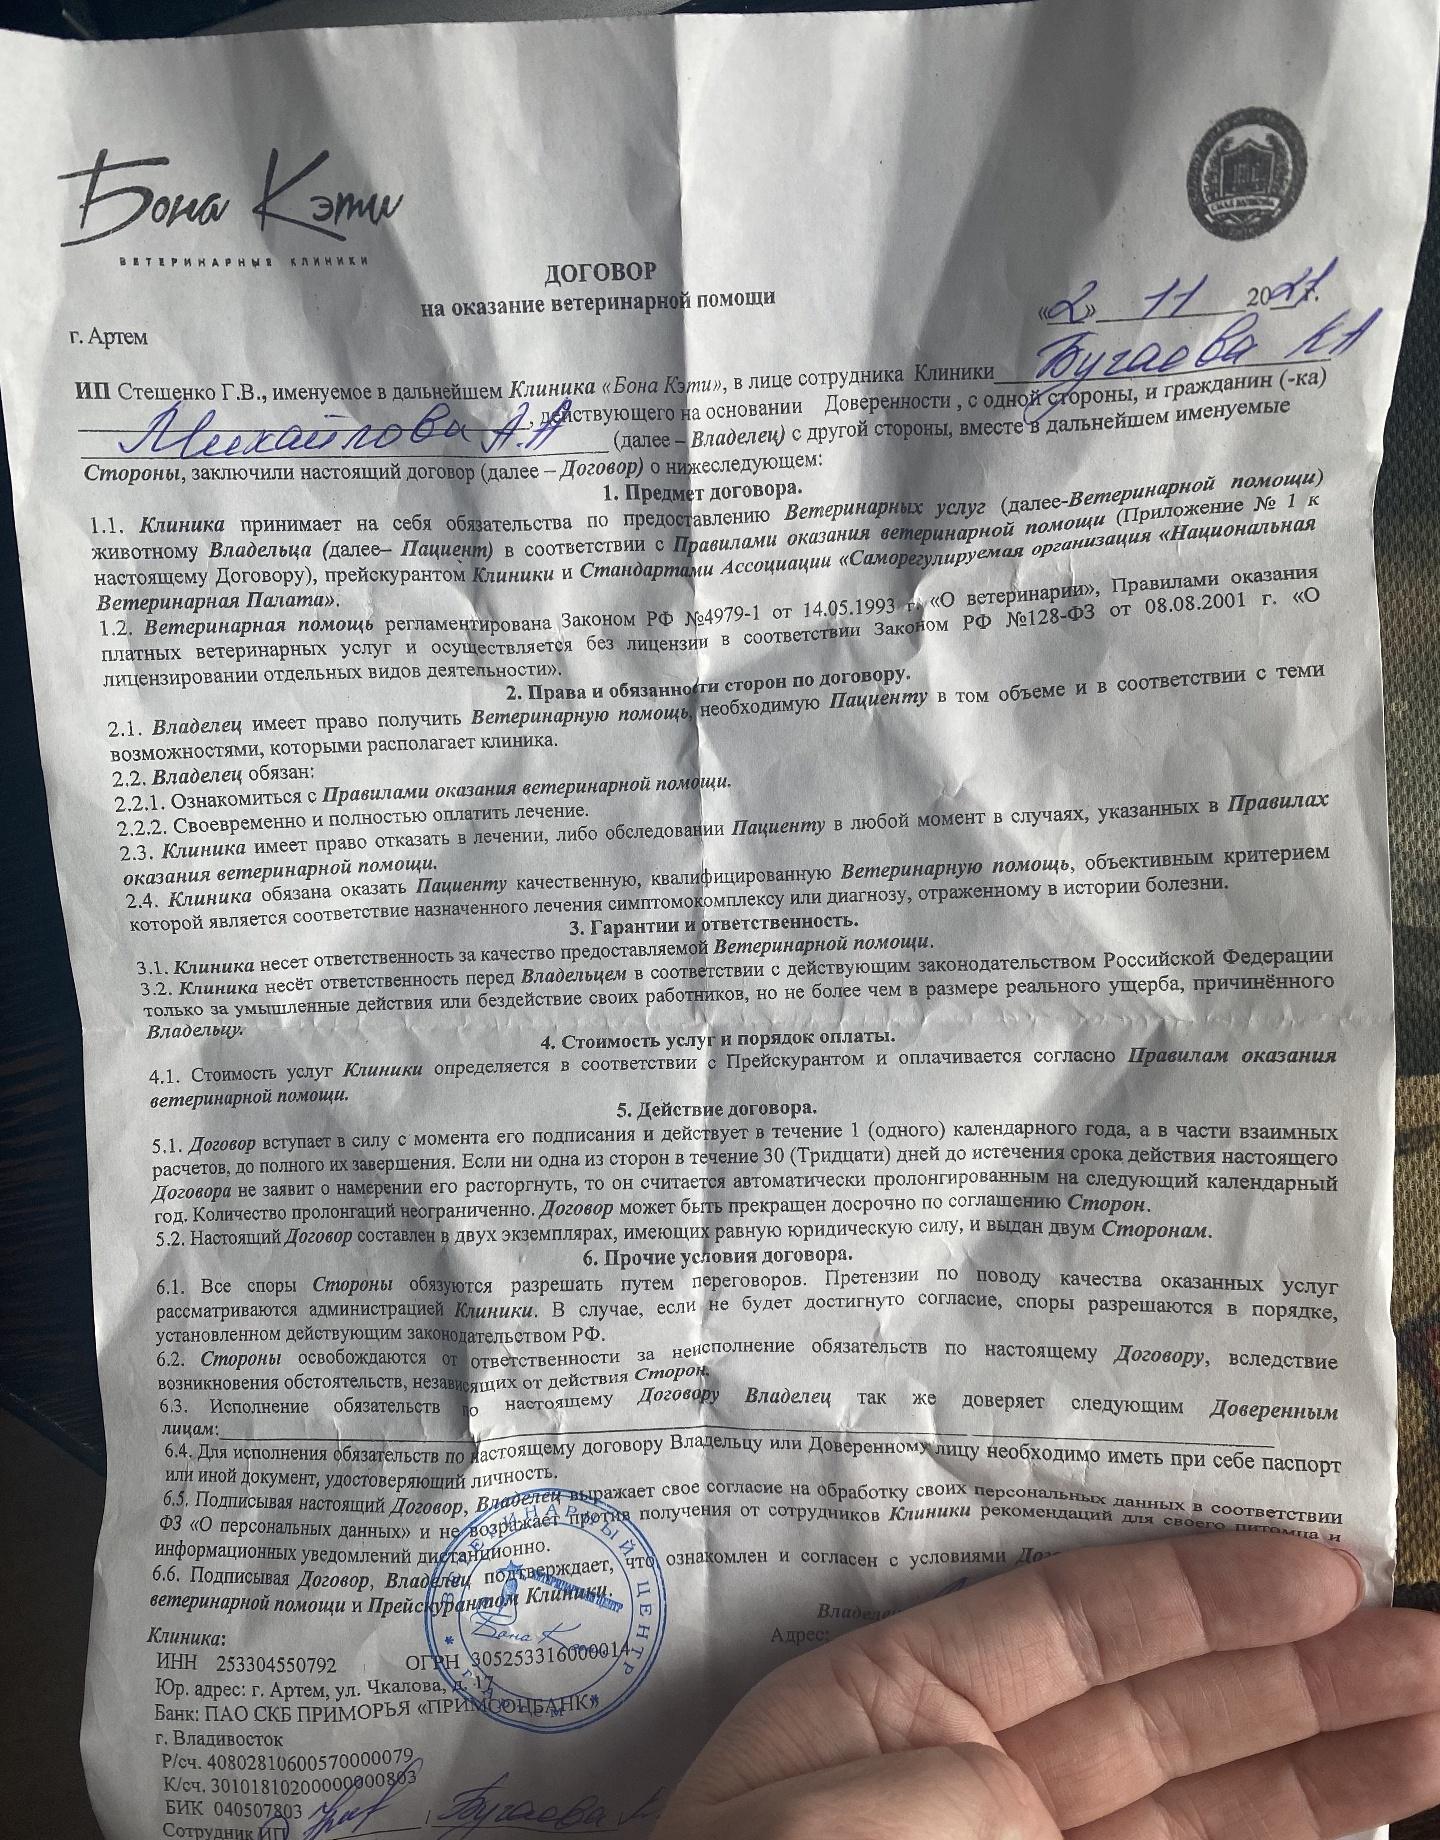 Бона Кэти
ВЕТЕРИНАРНЫЕ КЛИНИКИ
ДОГОВОР
на оказание ветеринарной помощи
г. Артем
«2» 11 2021 г.
ИП Стешенко Г.В., именуемое в дальнейшем Клиника «Бона Кэти», в лице сотрудника Клиники Бугаева КА
, действующего на основании Доверенности , с одной стороны, и гражданин (-ка)
Михайлова А.А (далее – Владелец) с другой стороны, вместе в дальнейшем именуемые
Стороны, заключили настоящий договор (далее – Договор) о нижеследующем:
1. Предмет договора.
1.1. Клиника принимает на себя обязательства по предоставлению Ветеринарных услуг (далее-Ветеринарной помощи)
животному Владельца (далее– Пациент) в соответствии с Правилами оказания ветеринарной помощи (Приложение № 1 к
настоящему Договору), прейскурантом Клиники и Стандартами Ассоциации «Саморегулируемая организация «Национальная
Ветеринарная Палата».
1.2. Ветеринарная помощь регламентирована Законом РФ №4979-1 от 14.05.1993 г. «О ветеринарии», Правилами оказания
платных ветеринарных услуг и осуществляется без лицензии в соответствии Законом РФ №128-ФЗ от 08.08.2001 г. «О
лицензировании отдельных видов деятельности».
2. Права и обязанности сторон по договору.
2.1. Владелец имеет право получить Ветеринарную помощь, необходимую Пациенту в том объеме и в соответствии с теми
возможностями, которыми располагает клиника.
2.2. Владелец обязан:
2.2.1. Ознакомиться с Правилами оказания ветеринарной помощи.
2.2.2. Своевременно и полностью оплатить лечение.
2.3. Клиника имеет право отказать в лечении, либо обследовании Пациенту в любой момент в случаях, указанных в Правилах
оказания ветеринарной помощи.
2.4. Клиника обязана оказать Пациенту качественную, квалифицированную Ветеринарную помощь, объективным критерием
которой является соответствие назначенного лечения симптомокомплексу или диагнозу, отраженному в истории болезни.
3. Гарантии и ответственность.
3.1. Клиника несет ответственность за качество предоставляемой Ветеринарной помощи.
3.2. Клиника несёт ответственность перед Владельцем в соответствии с действующим законодательством Российской Федерации
только за умышленные действия или бездействие своих работников, но не более чем в размере реального ущерба, причинённого
Владельцу.
4. Стоимость услуг и порядок оплаты.
4.1. Стоимость услуг Клиники определяется в соответствии с Прейскурантом и оплачивается согласно Правилам оказания
ветеринарной помощи.
5. Действие договора.
5.1. Договор вступает в силу с момента его подписания и действует в течение 1 (одного) календарного года, а в части взаимных
расчетов, до полного их завершения. Если ни одна из сторон в течение 30 (Тридцати) дней до истечения срока действия настоящего
Договора не заявит о намерении его расторгнуть, то он считается автоматически пролонгированным на следующий календарный
год. Количество пролонгаций неограниченно. Договор может быть прекращен досрочно по соглашению Сторон.
5.2. Настоящий Договор составлен в двух экземплярах, имеющих равную юридическую силу, и выдан двум Сторонам.
6. Прочие условия договора.
6.1. Все споры Стороны обязуются разрешать путем переговоров. Претензии по поводу качества оказанных услуг
рассматриваются администрацией Клиники. В случае, если не будет достигнуто согласие, споры разрешаются в порядке,
установленном действующим законодательством РФ.
6.2. Стороны освобождаются от ответственности за неисполнение обязательств по настоящему Договору, вследствие
возникновения обстоятельств, независящих от действия Сторон.
6.3. Исполнение обязательств по настоящему Договору Владелец так же доверяет следующим Доверенным
лицам:
6.4. Для исполнения обязательств по настоящему договору Владельцу или Доверенному лицу необходимо иметь при себе паспорт
или иной документ, удостоверяющий личность.
6.5. Подписывая настоящий Договор, Владелец выражает свое согласие на обработку своих персональных данных в соответствии
ФЗ «О персональных данных» и не возражает против получения от сотрудников Клиники рекомендаций для своего питомца и
информационных уведомлений дистанционно.
6.6. Подписывая Договор, Владелец подтверждает, что ознакомлен и согласен с условиями
ветеринарной помощи и Прейскурантом Клиники.
ВЕТЕРИНАРНЫЙ ЦЕНТР
Клиника:
Адрес:
ИНН 253304550792 ОГРН 305253316000014
Юр. адрес: г. Артем, ул. Чкалова, д. 17
Банк: ПАО СКБ ПРИМОРЬЯ «ПРИМСОЦБАНК»
г. Владивосток
Р/сч. 40802810600570000079
К/сч. 30101810200000000803
БИК 040507803
Сотрудник ИП Бугаева